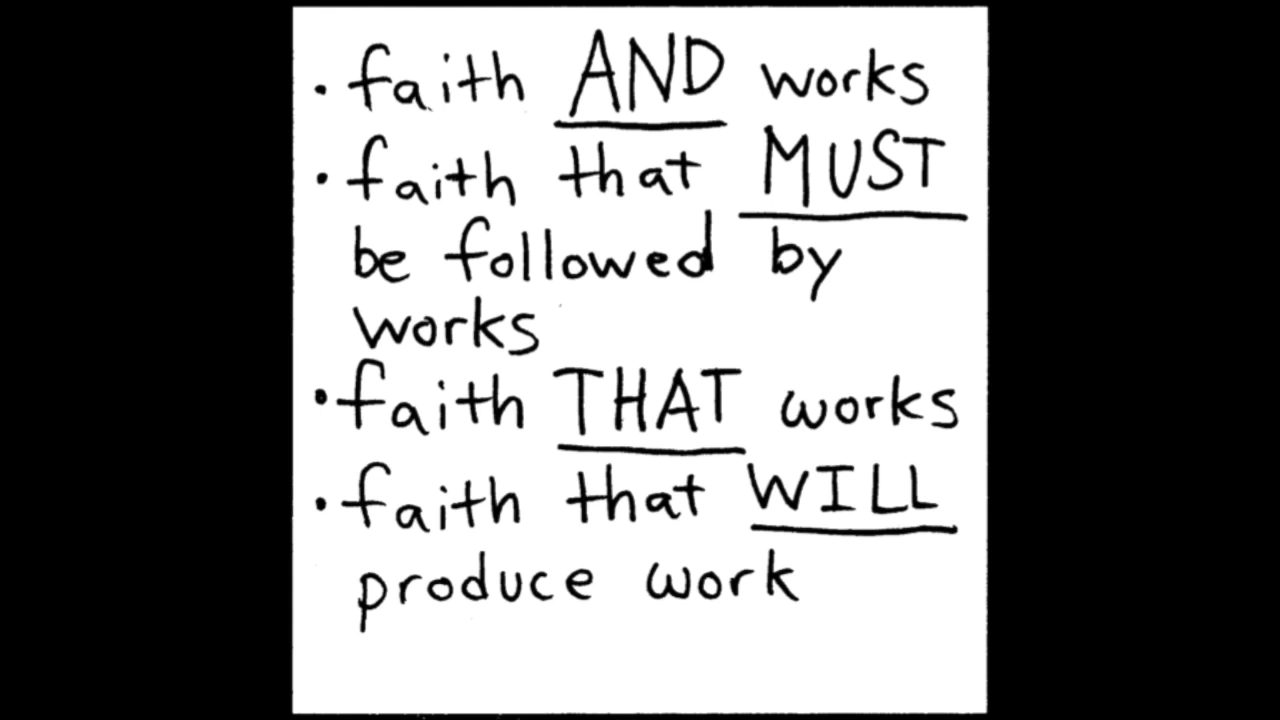 • faith AND works
• faith that MUST
be followed by
works
• faith THAT works
• faith that WILL
produce work